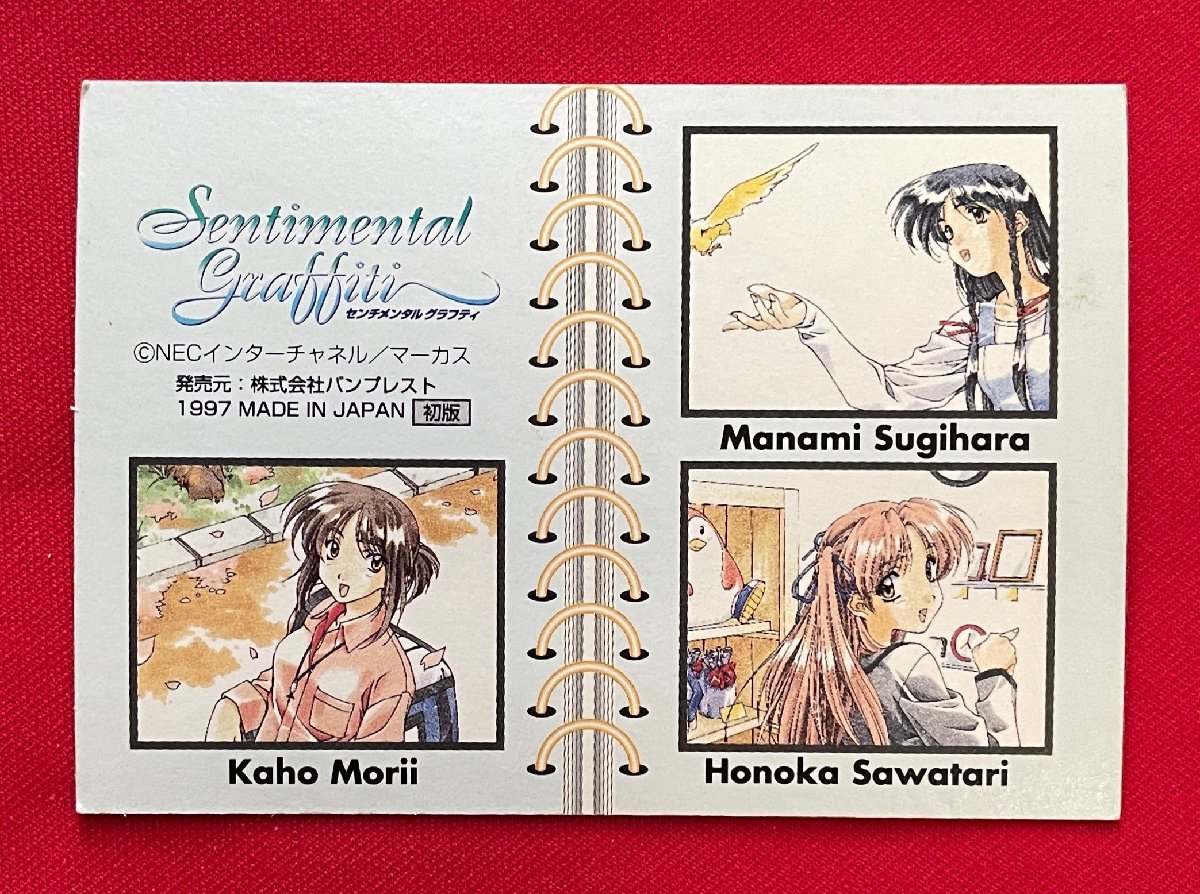 Sentimental
Graffiti
センチメンタル グラフティ
©NECインターチャネル／マーカス
発売元：株式会社バンプレスト
1997 MADE IN JAPAN 初版
Kaho Morii
Manami Sugihara
Honoka Sawatari